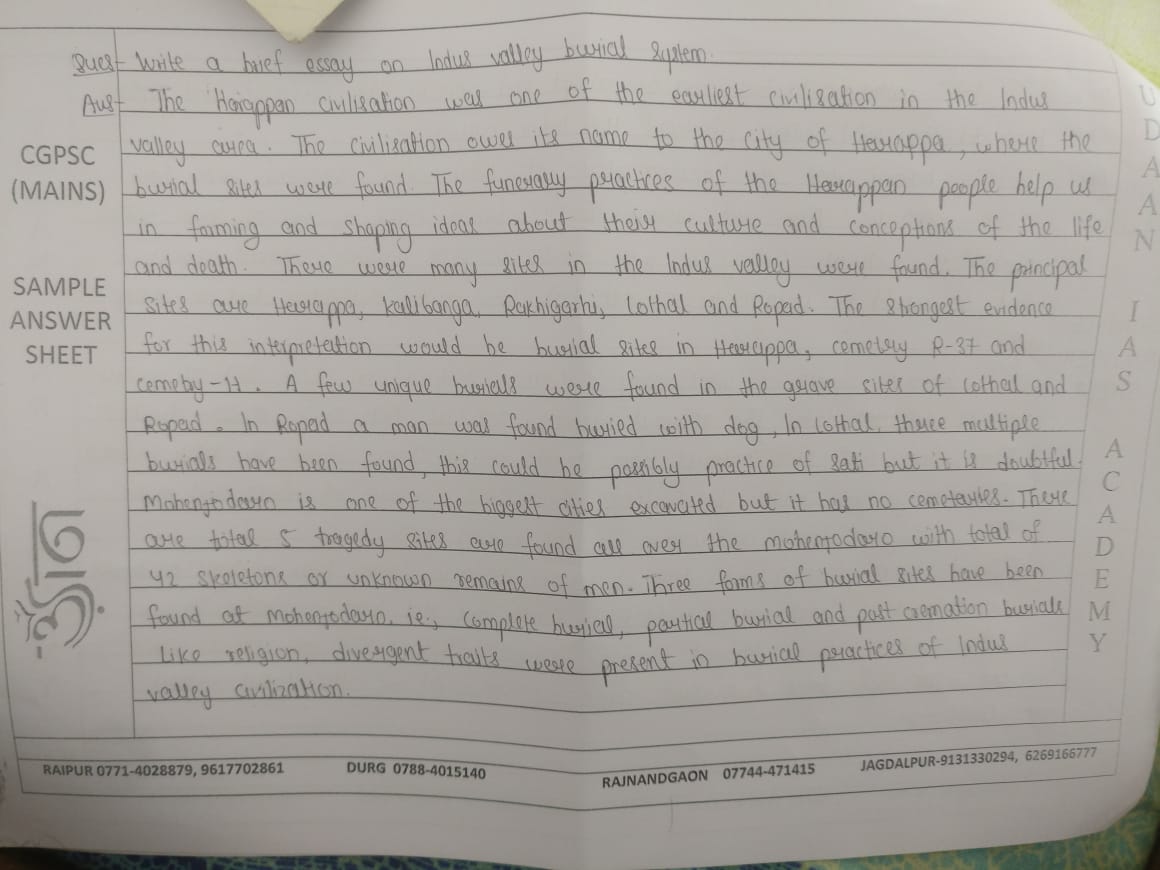 Ques- Write a brief essay on Indus valley burial system.
Ans- The Harappan civilisation was one of the earliest civilisation in the Indus
valley area. The civilisation owes its name to the city of Harappa, where the
burial sites were found. The funerary practices of the Harappan people help us
in forming and shaping ideas about their culture and conceptions of the life
and death. There were many sites in the Indus valley were found. The principal
sites are Harappa, Kalibanga, Rakhigarhi, Lothal and Ropad. The strongest evidence
for this interpretation would be burial sites in Harappa, cemetry R-37 and
cemeby-H. A few unique burials were found in the grave sites of Lothal and
Ropad. In Ropad a man was found buried with dog, In Lothal, three multiple
burials have been found, this could be possibly practice of sati but it is doubtful.
Mohenjodaro is one of the biggest cities excavated but it has no cemetaries. There
are total 5 tragedy sites are found all over the mohenjodaro with total of
42 skeletons or unknown remains of men. Three forms of burial sites have been
found at mohenjodaro, ie., complete burial, partial burial and post cremation burials
Like religion, divergent traits were present in burial practices of Indus
valley civilization.
CGPSC
(MAINS)
SAMPLE
ANSWER
SHEET
उड़ान
UDAAN IAS ACADEMY
RAIPUR 0771-4028879, 9617702861 DURG 0788-4015140 RAJNANDGAON 07744-471415 JAGDALPUR-9131330294, 6269166777